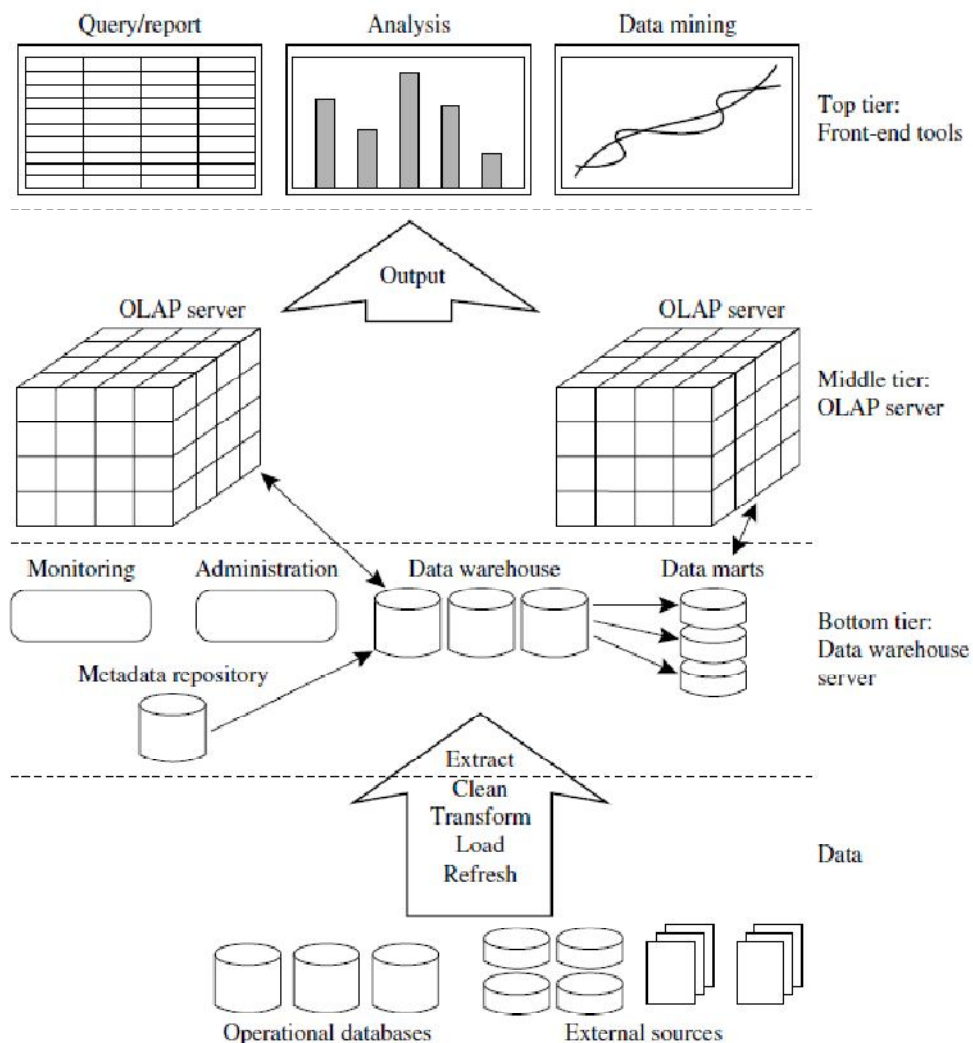 Query/report
Analysis
Data mining
Top tier:
Front-end tools
Output
OLAP server
OLAP server
Middle tier:
OLAP server
Monitoring
Administration
Data warehouse
Data marts
Bottom tier:
Data warehouse
server
Metadata repository
Extract
Clean
Transform
Load
Refresh
Data
Operational databases
External sources